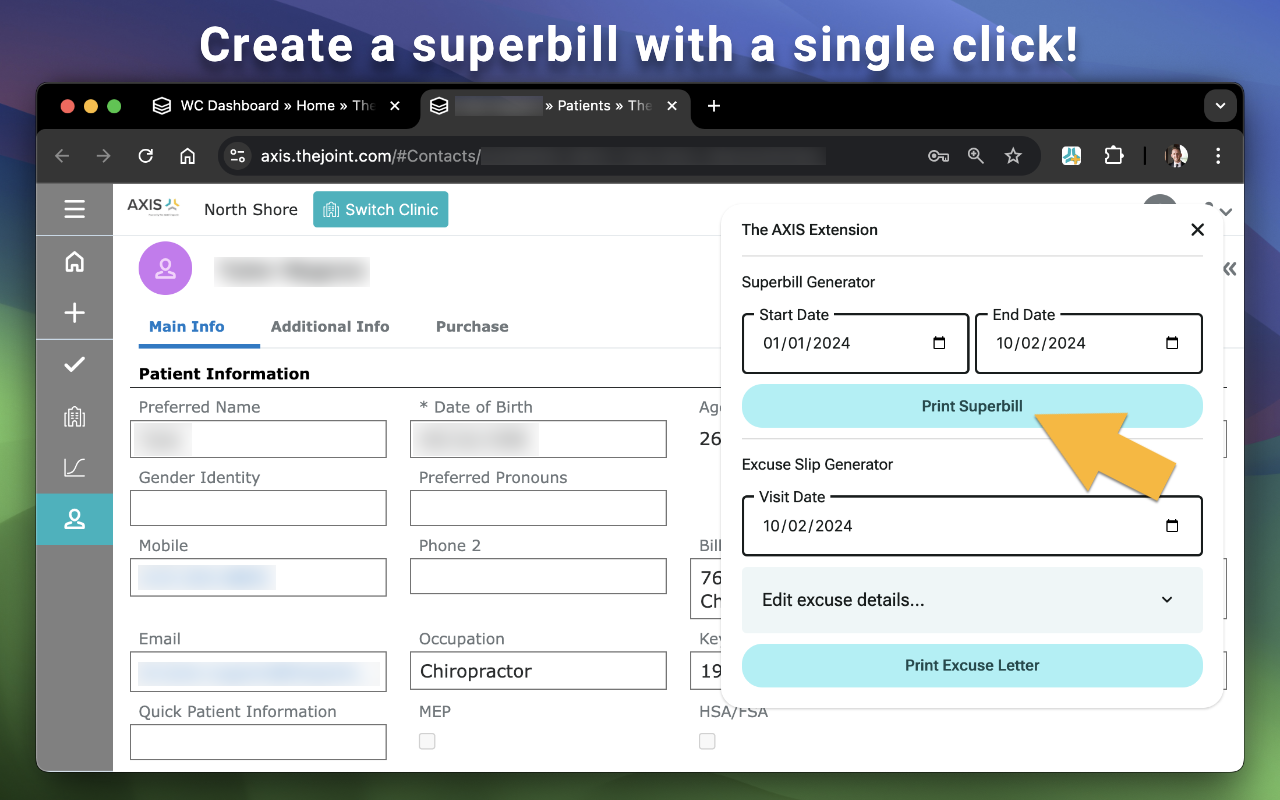 Create a superbill with a single click!
WC Dashboard » Home » The
» Patients » The
axis.thejoint.com/#Contacts/
AXIS
North Shore
Switch Clinic
The AXIS Extension
Superbill Generator
Start Date
End Date
01/01/2024
10/02/2024
Print Superbill
Excuse Slip Generator
Visit Date
10/02/2024
Edit excuse details...
Print Excuse Letter
Main Info
Additional Info
Purchase
Patient Information
Preferred Name
* Date of Birth
26
Gender Identity
Preferred Pronouns
Mobile
Phone 2
Bill
76
Ch
Email
Occupation
Key
Chiropractor
19
Quick Patient Information
MEP
HSA/FSA